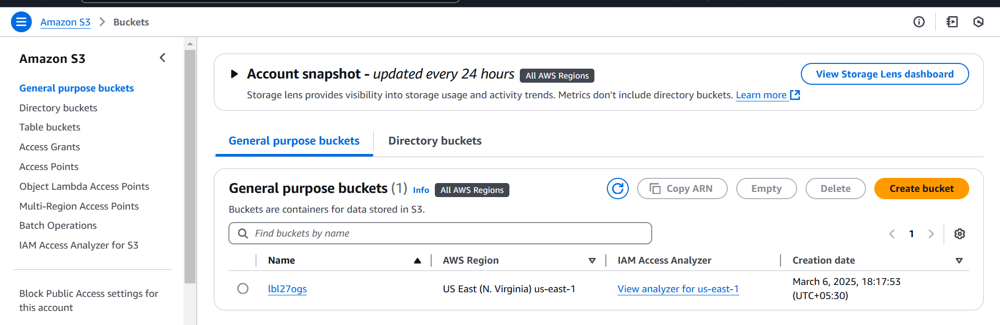 Amazon S3 > Buckets
Amazon S3
General purpose buckets
Directory buckets
Table buckets
Access Grants
Access Points
Object Lambda Access Points
Multi-Region Access Points
Batch Operations
IAM Access Analyzer for S3
Block Public Access settings for
this account
Account snapshot - updated every 24 hours All AWS Regions
View Storage Lens dashboard
Storage lens provides visibility into storage usage and activity trends. Metrics don't include directory buckets. Learn more
General purpose buckets Directory buckets
General purpose buckets (1) Info All AWS Regions
Copy ARN Empty Delete Create bucket
Buckets are containers for data stored in S3.
Find buckets by name
1
Name AWS Region IAM Access Analyzer Creation date
lbl27ogs US East (N. Virginia) us-east-1 View analyzer for us-east-1 March 6, 2025, 18:17:53
(UTC+05:30)